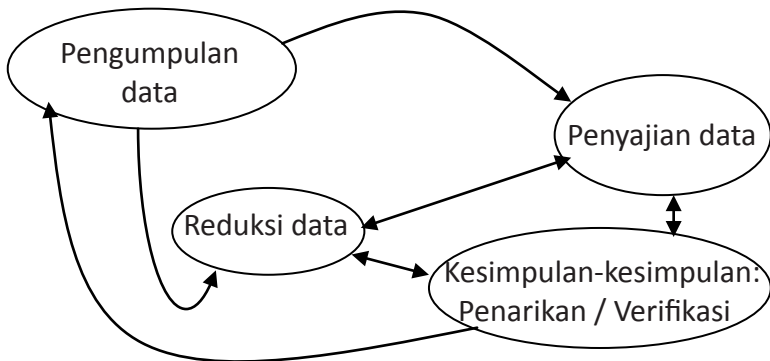 Pengumpulan
data
Penyajian data
Reduksi data
Kesimpulan-kesimpulan:
Penarikan / Verifikasi